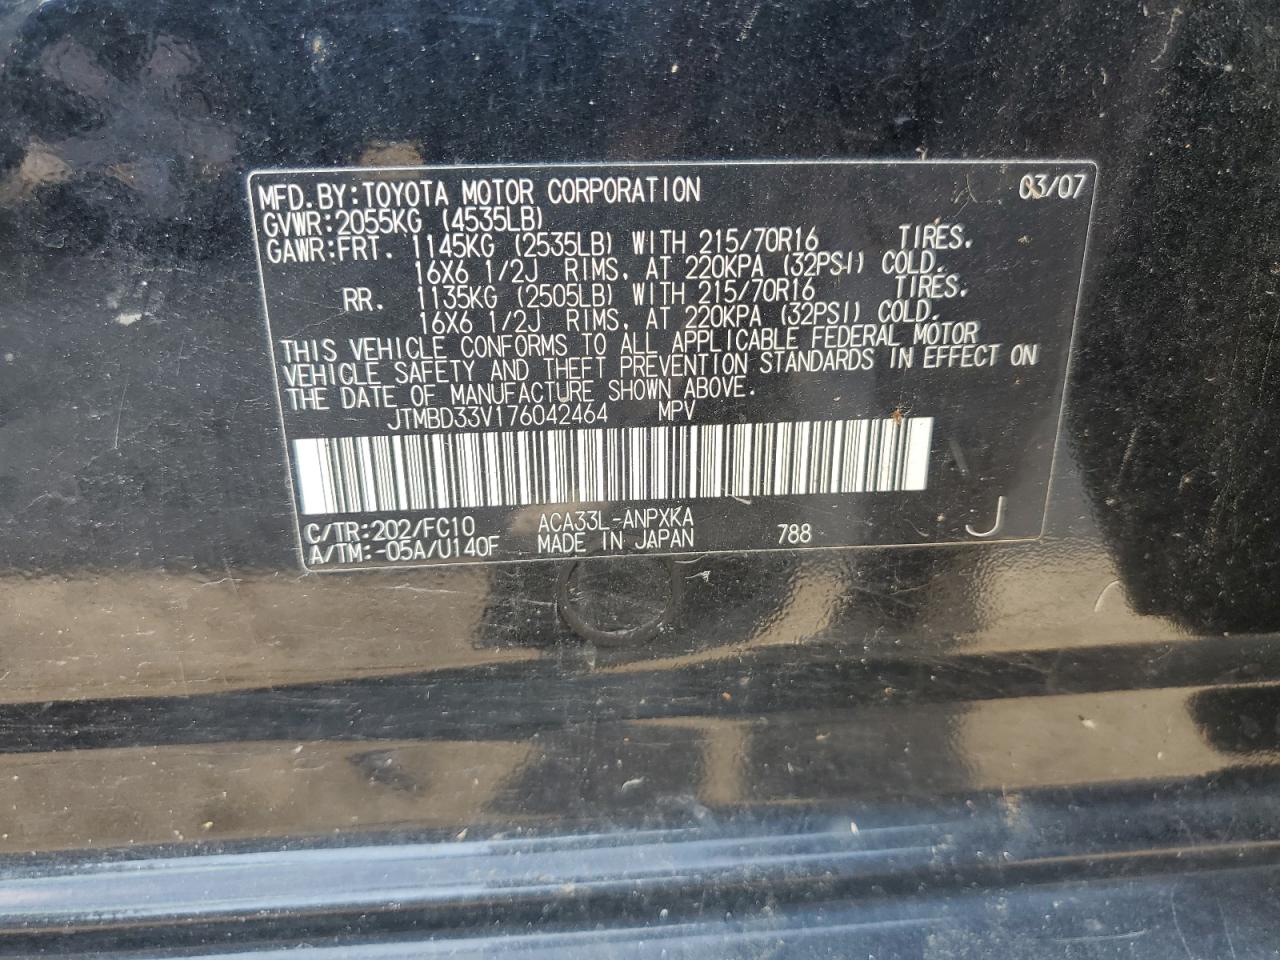 MFD.BY:TOYOTA MOTOR CORPORATION 03/07
GVWR:2055KG (4535LB)
GAWR:FRT. 1145KG (2535LB) WITH 215/70R16 TIRES.
16X6 1/2J RIMS, AT 220KPA (32PSI) COLD.
RR. 1135KG (2505LB) WITH 215/70R16 TIRES.
16X6 1/2J RIMS, AT 220KPA (32PSI) COLD.
THIS VEHICLE CONFORMS TO ALL APPLICABLE FEDERAL MOTOR
VEHICLE SAFETY AND THEFT PREVENTION STANDARDS IN EFFECT ON
THE DATE OF MANUFACTURE SHOWN ABOVE.
JTMBD33V176042464 MPV
C/TR:202/FC10 ACA33L-ANPXKA
A/TM:-05A/U140F MADE IN JAPAN 788 J